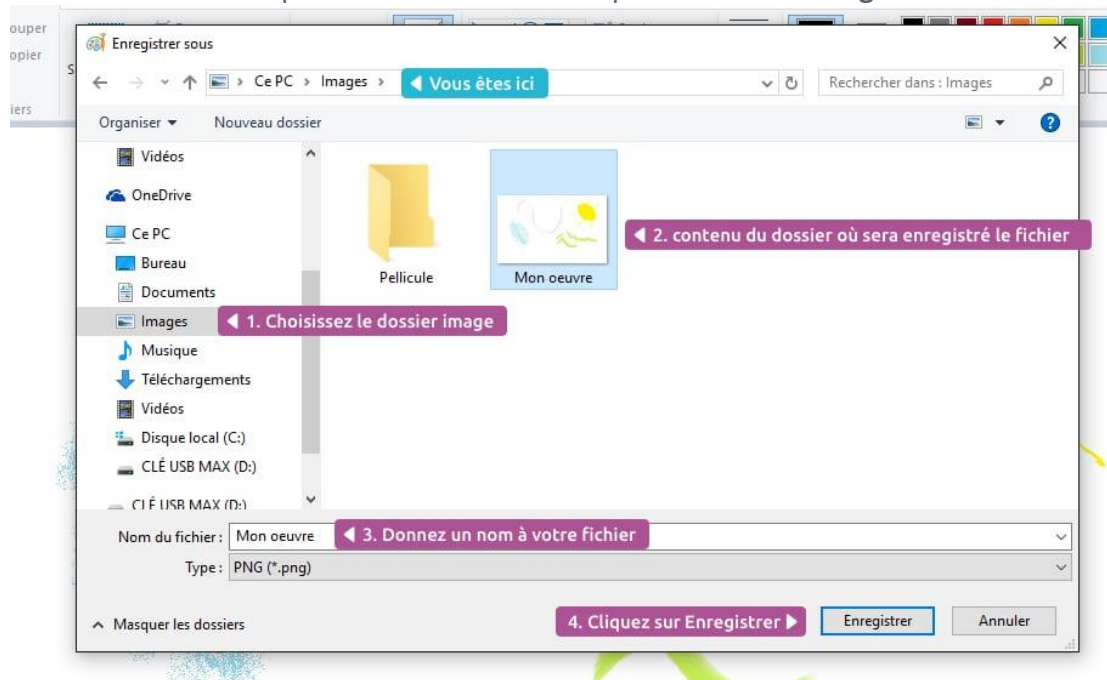 ouper
opier
iers
Enregistrer sous
Ce PC > Images >
Vous êtes ici
Rechercher dans : Images
Organiser
Nouveau dossier
Vidéos
OneDrive
Ce PC
Bureau
Documents
Images
Musique
Téléchargements
Vidéos
Disque local (C:)
CLÉ USB MAX (D:)
CLÉ USB MAX (D:)
Pellicule
Mon oeuvre
2. contenu du dossier où sera enregistré le fichier
1. Choisissez le dossier image
Nom du fichier : Mon oeuvre
3. Donnez un nom à votre fichier
Type : PNG (*.png)
Masquer les dossiers
4. Cliquez sur Enregistrer
Enregistrer
Annuler